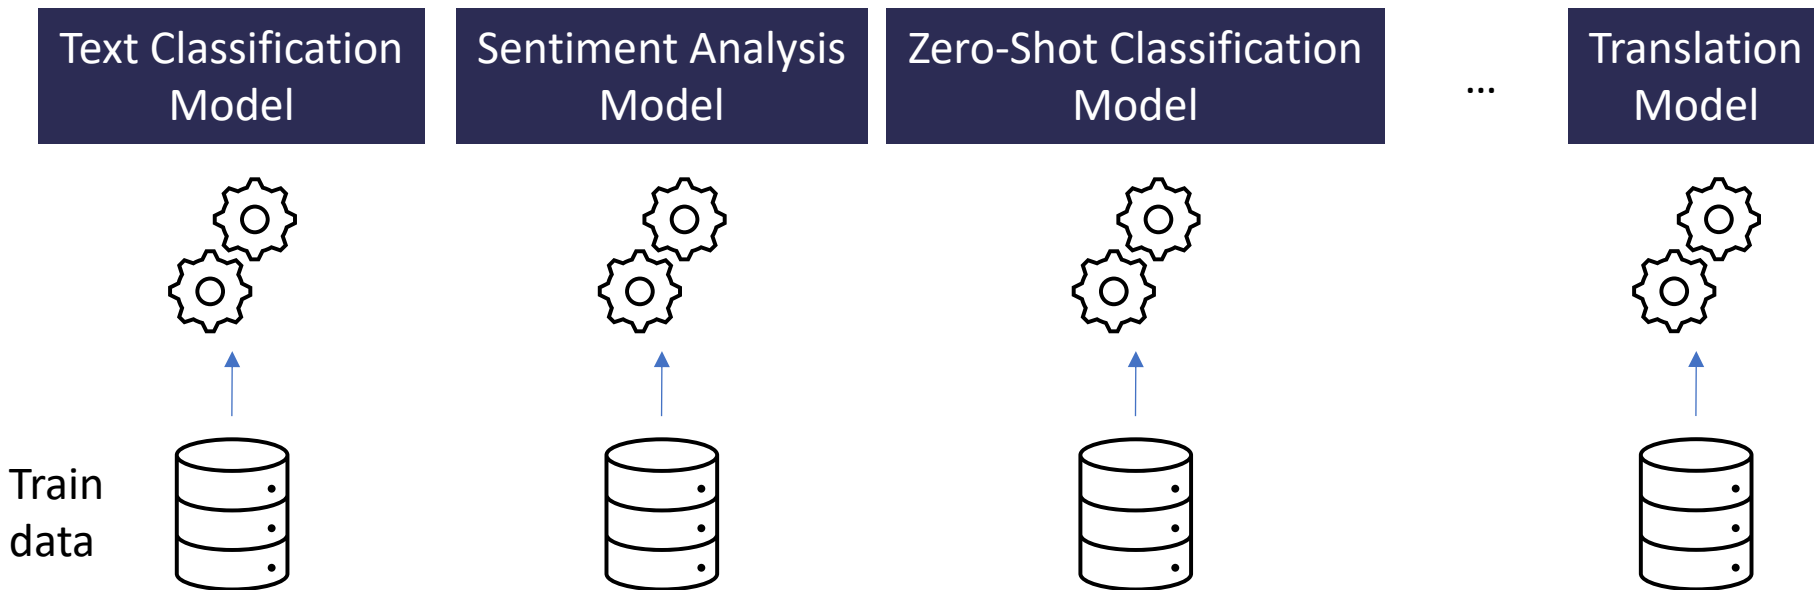 Text Classification
Model
Sentiment Analysis
Model
Zero-Shot Classification
Model
...
Translation
Model
Train
data